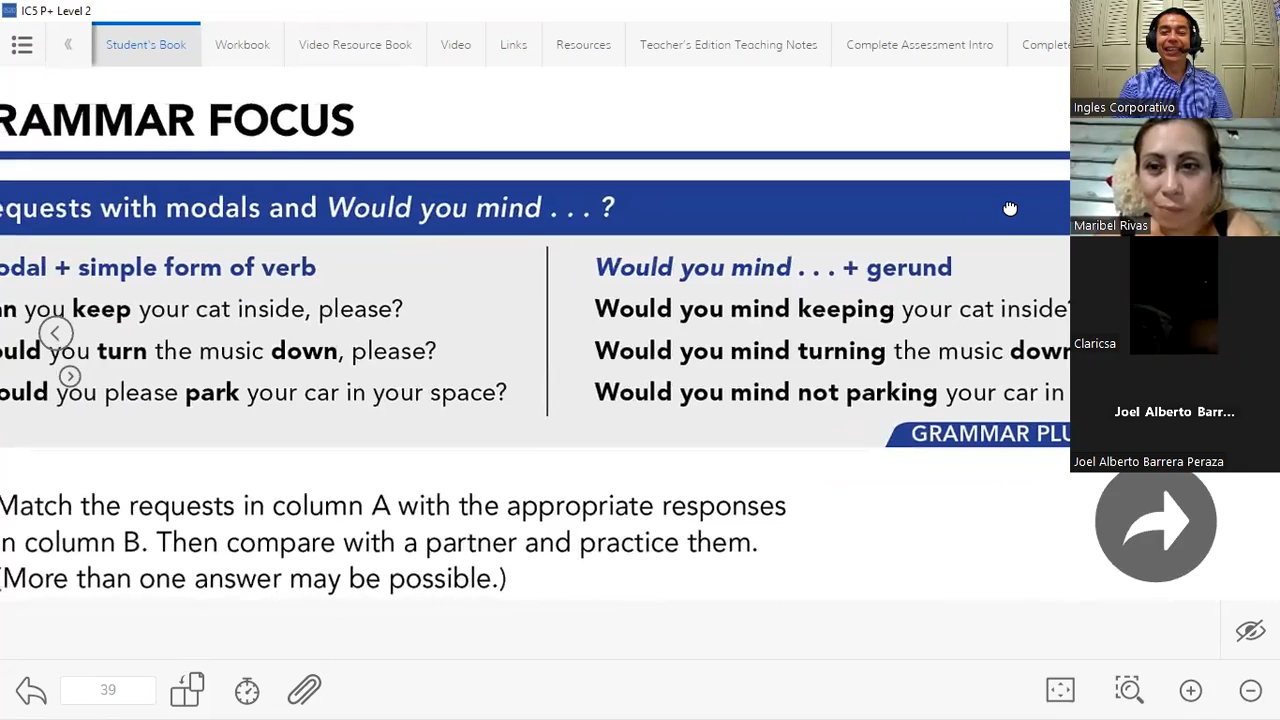 IC5 P+ Level 2
Student's Book
Workbook
Video Resource Book
Video
Links
Resources
Teacher's Edition Teaching Notes
Complete Assessment Intro
Complete
Ingles Corporativo
Maribel Rivas
Claricsa
Joel Alberto Barr...
Joel Alberto Barrera Peraza
RAMMAR FOCUS
equests with modals and Would you mind . . . ?
odal + simple form of verb
an you keep your cat inside, please?
ould you turn the music down, please?
ould you please park your car in your space?
Would you mind . . . + gerund
Would you mind keeping your cat inside?
Would you mind turning the music down
Would you mind not parking your car in
GRAMMAR PLU
Match the requests in column A with the appropriate responses
n column B. Then compare with a partner and practice them.
(More than one answer may be possible.)
39